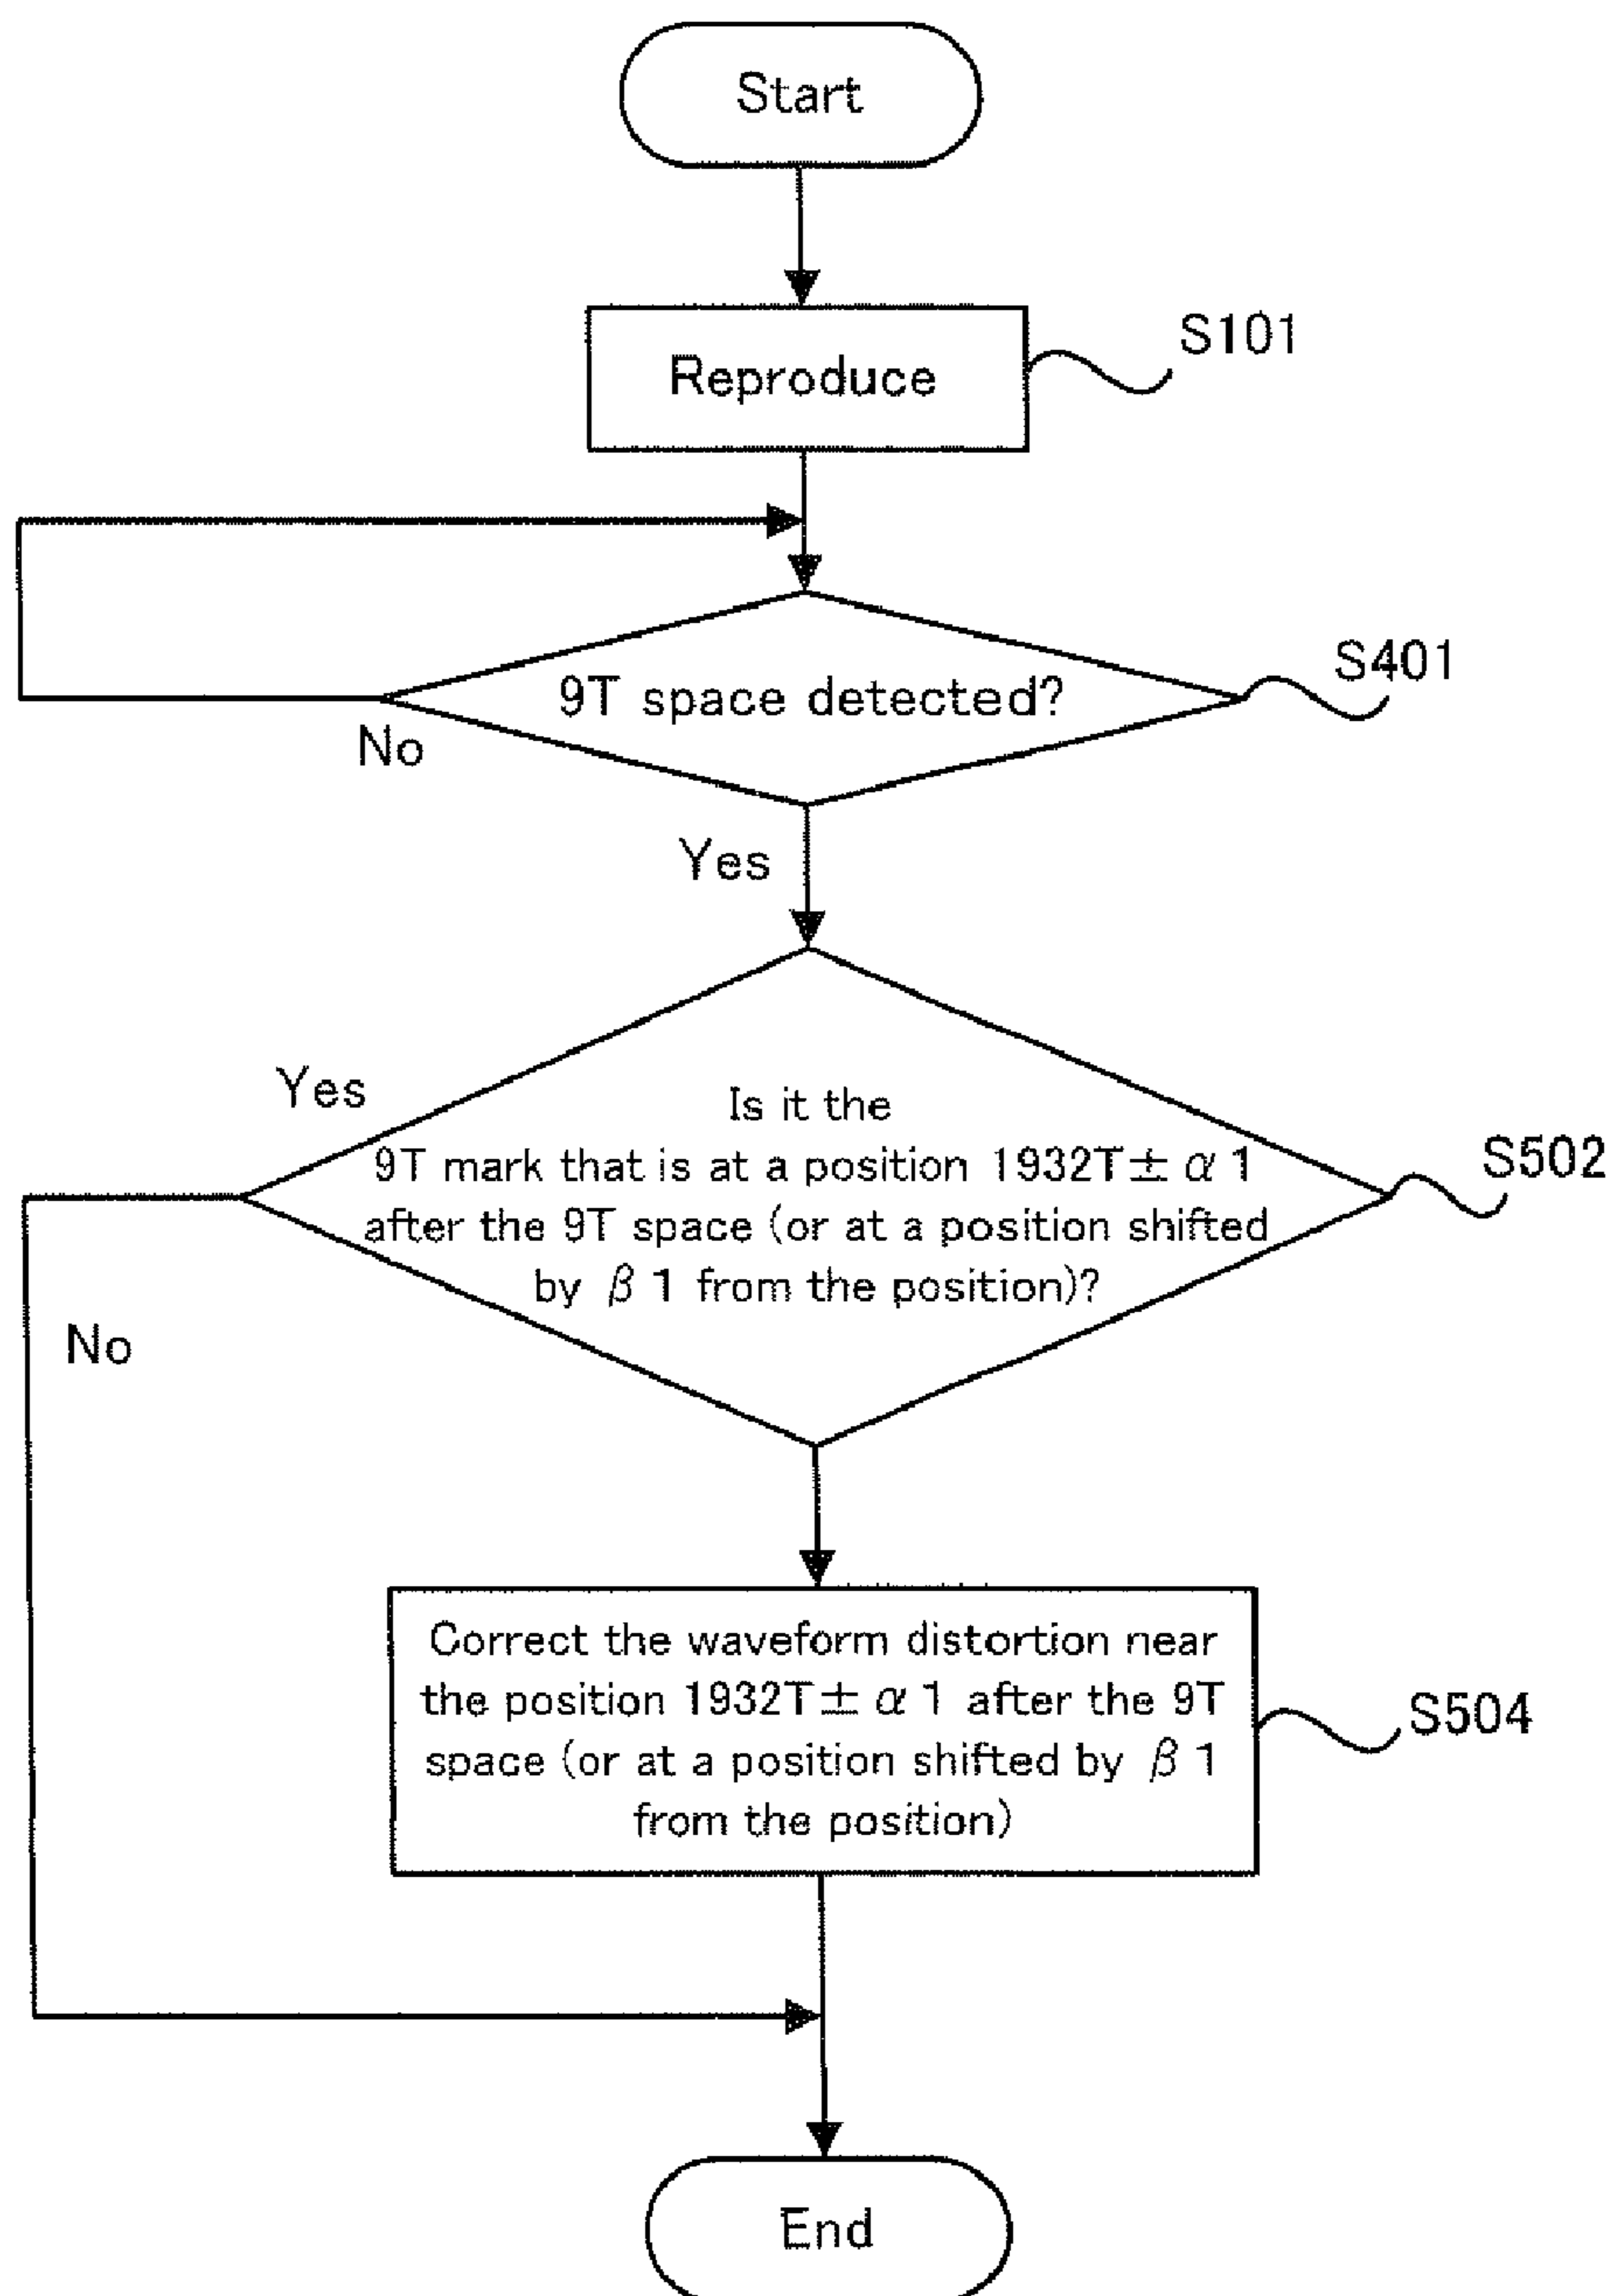 Start
Reproduce
S101
9T space detected?
S401
No
Yes
Yes
Is it the
9T mark that is at a position 1932T± α 1
after the 9T space (or at a position shifted
by β 1 from the position)?
S502
No
Correct the waveform distortion near
the position 1932T± α 1 after the 9T
space (or at a position shifted by β 1
from the position)
S504
End